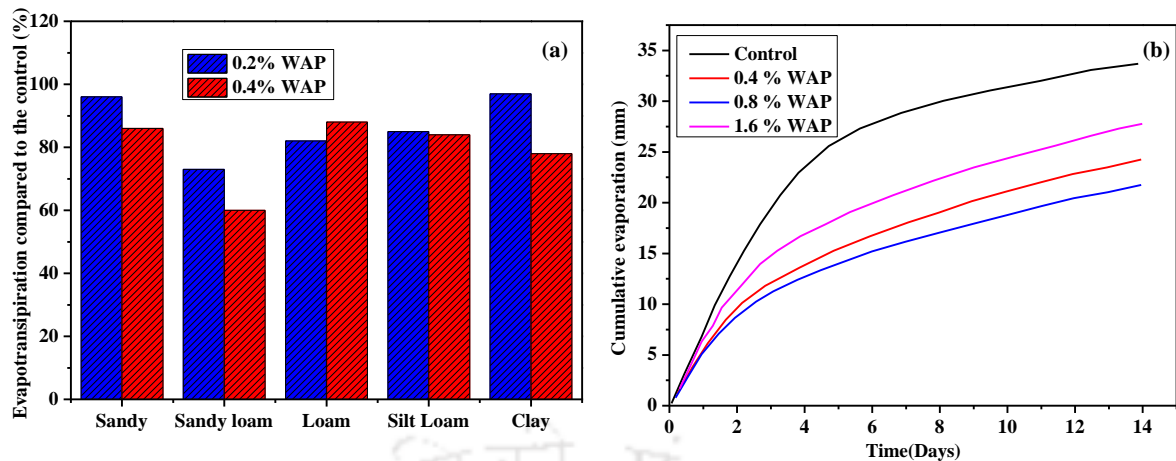 (a)
0.2% WAP
0.4% WAP
Evapotranspiration compared to the control (%)
120
100
80
60
40
20
0
Sandy
Sandy loam
Loam
Silt Loam
Clay
(b)
Control
0.4 % WAP
0.8 % WAP
1.6 % WAP
Cumulative evaporation (mm)
35
30
25
20
15
10
5
0
0
2
4
6
8
10
12
14
Time(Days)